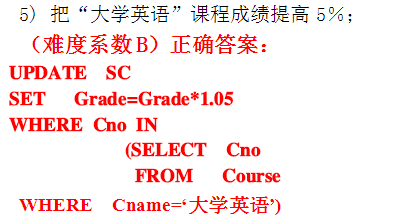 5) 把“大学英语”课程成绩提高 5%;
(难度系数B)正确答案:
UPDATE SC
SET Grade=Grade*1.05
WHERE Cno IN
(SELECT Cno
FROM Course
WHERE Cname=‘大学英语’)